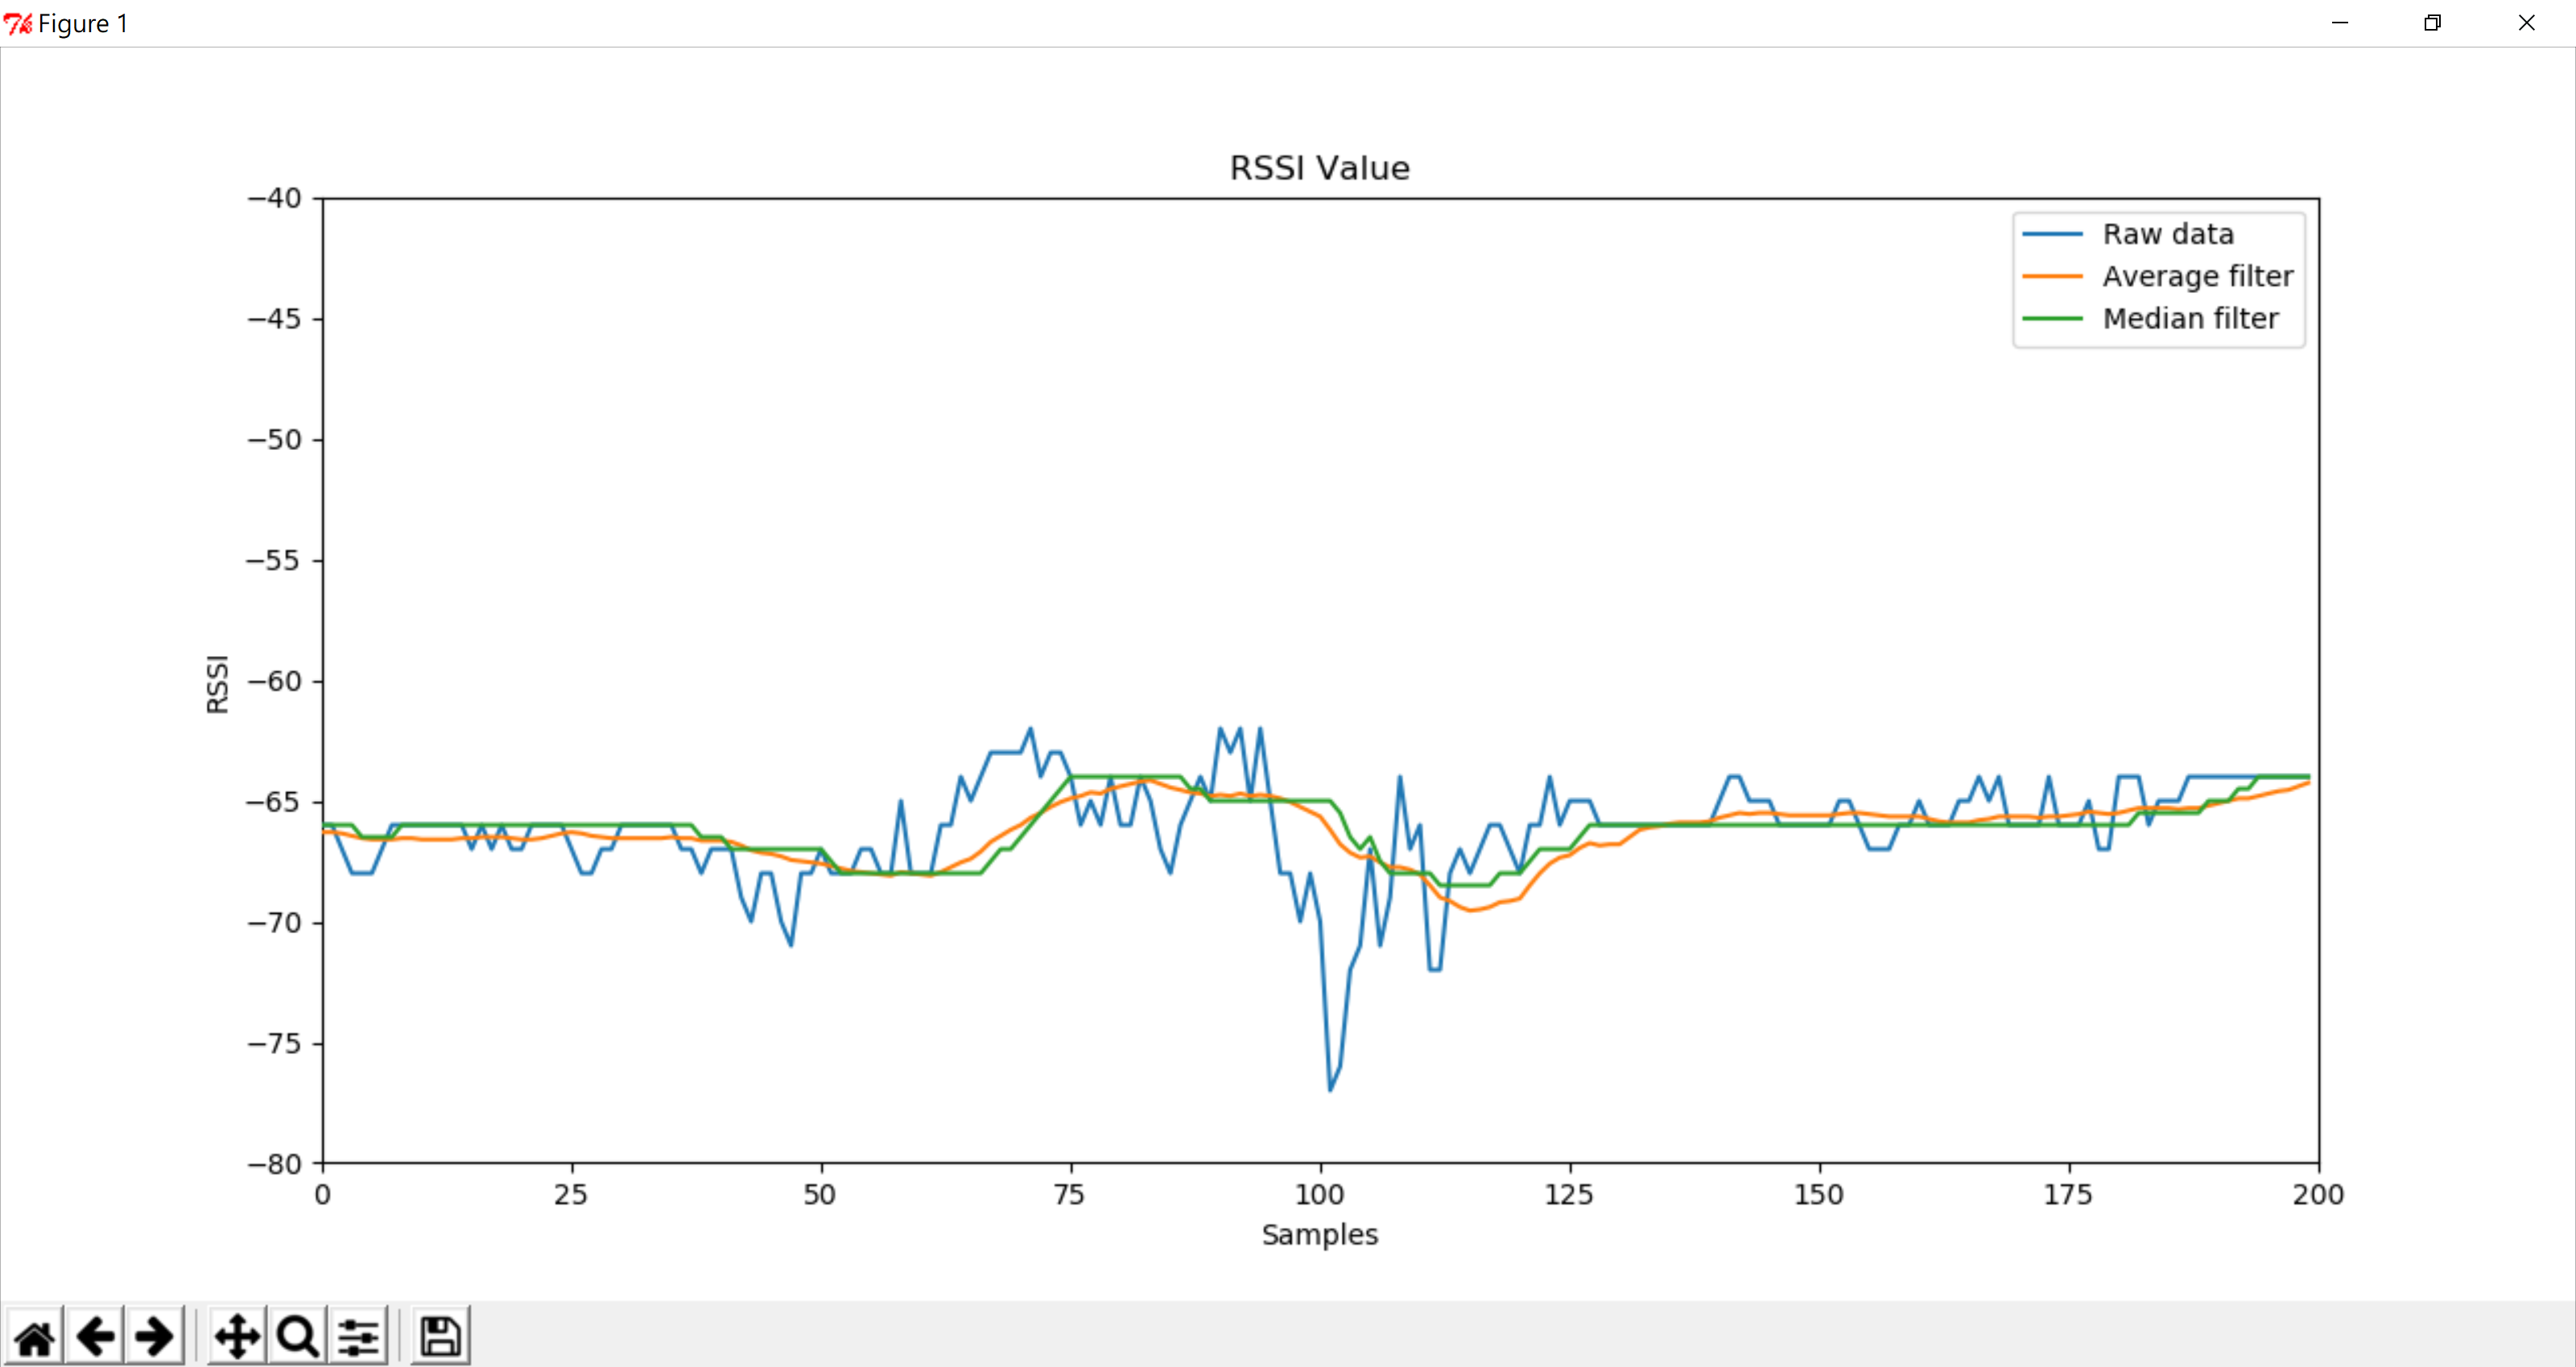 Figure 1
RSSI Value
−40
−45
−50
−55
−60
−65
−70
−75
−80
RSSI
Raw data
Average filter
Median filter
0 25 50 75 100 125 150 175 200
Samples